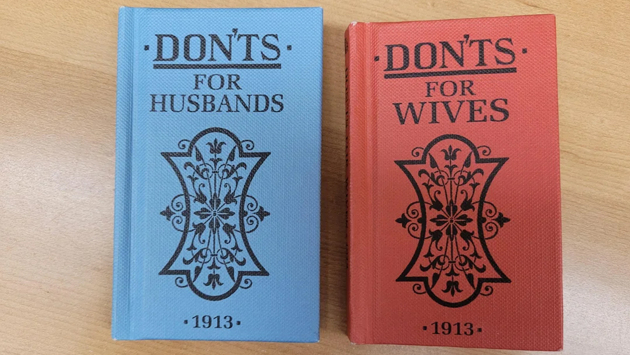 ·DON'TS·
FOR
HUSBANDS
·1913·
·DON'TS·
FOR
WIVES
·1913·